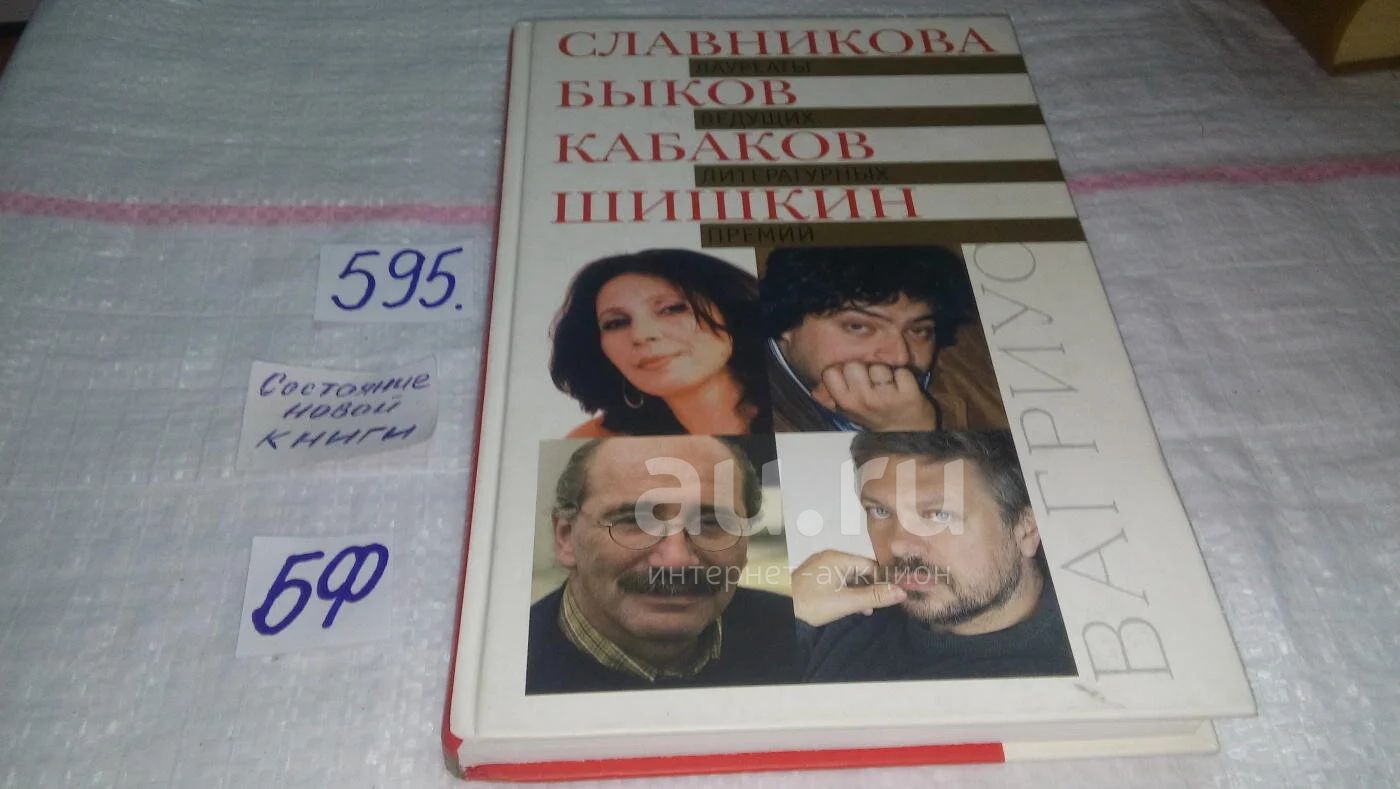 СЛАВНИКОВА
ЛАУРЕАТЫ
БЫКОВ
ВЕДУЩИХ
КАБАКОВ
ЛИТЕРАТУРНЫХ
ШИШКИН
ПРЕМИЙ
ВАГРИУС
595.
Состояние
новой
книги
БФ
au.ru
интернет-аукцион